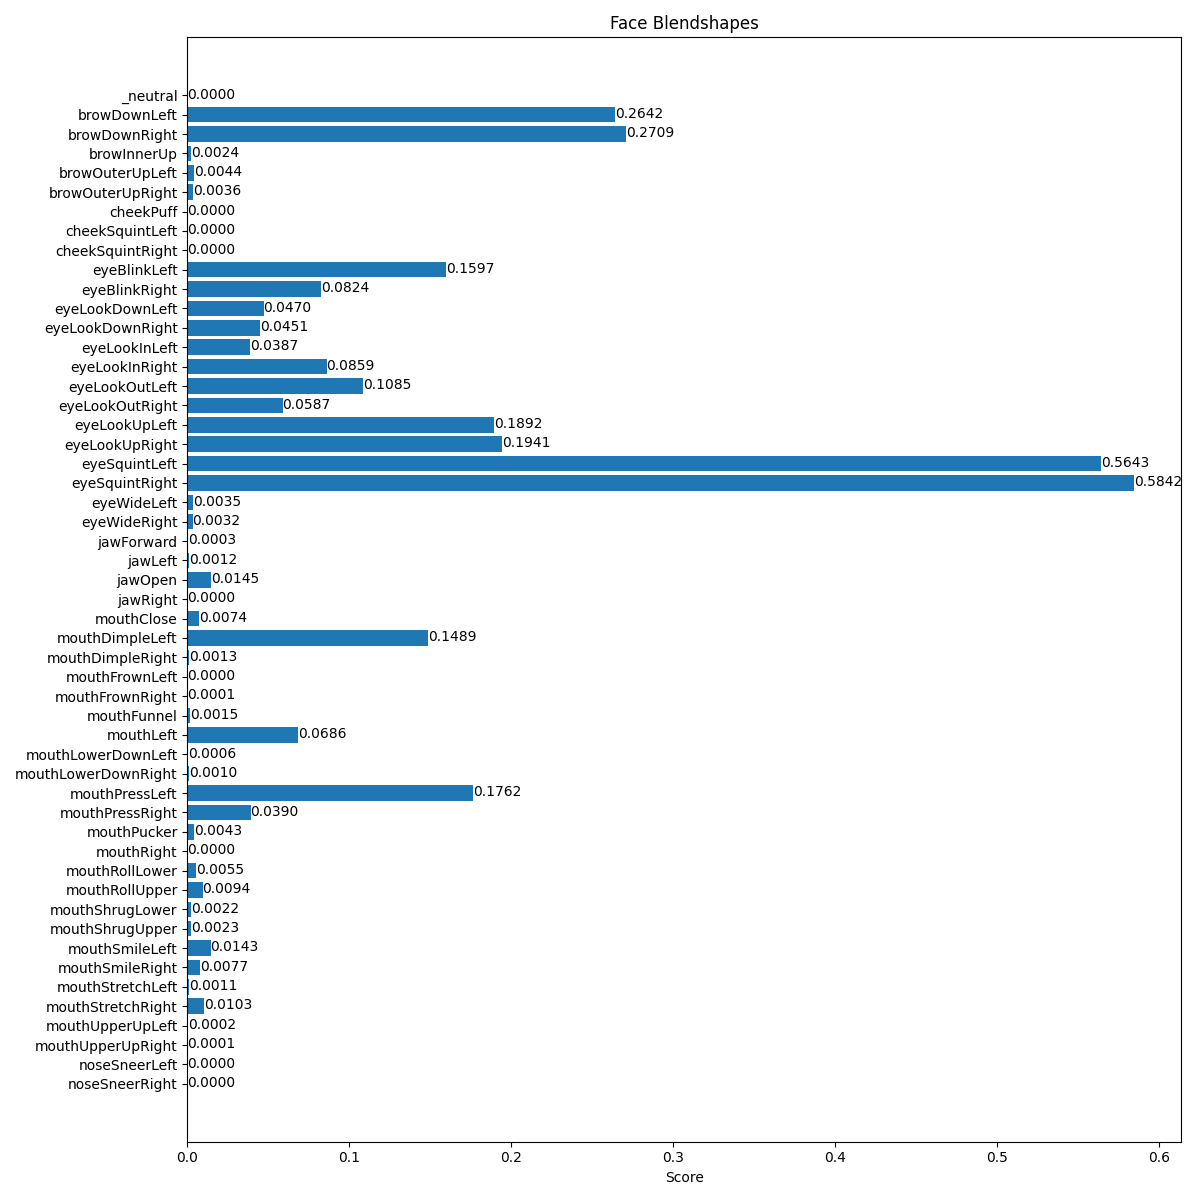 Face Blendshapes
_neutral 0.0000
browDownLeft 0.2642
browDownRight 0.2709
browInnerUp 0.0024
browOuterUpLeft 0.0044
browOuterUpRight 0.0036
cheekPuff 0.0000
cheekSquintLeft 0.0000
cheekSquintRight 0.0000
eyeBlinkLeft 0.1597
eyeBlinkRight 0.0824
eyeLookDownLeft 0.0470
eyeLookDownRight 0.0451
eyeLookInLeft 0.0387
eyeLookInRight 0.0859
eyeLookOutLeft 0.1085
eyeLookOutRight 0.0587
eyeLookUpLeft 0.1892
eyeLookUpRight 0.1941
eyeSquintLeft 0.5643
eyeSquintRight 0.5842
eyeWideLeft 0.0035
eyeWideRight 0.0032
jawForward 0.0003
jawLeft 0.0012
jawOpen 0.0145
jawRight 0.0000
mouthClose 0.0074
mouthDimpleLeft 0.1489
mouthDimpleRight 0.0013
mouthFrownLeft 0.0000
mouthFrownRight 0.0001
mouthFunnel 0.0015
mouthLeft 0.0686
mouthLowerDownLeft 0.0006
mouthLowerDownRight 0.0010
mouthPressLeft 0.1762
mouthPressRight 0.0390
mouthPucker 0.0043
mouthRight 0.0000
mouthRollLower 0.0055
mouthRollUpper 0.0094
mouthShrugLower 0.0022
mouthShrugUpper 0.0023
mouthSmileLeft 0.0143
mouthSmileRight 0.0077
mouthStretchLeft 0.0011
mouthStretchRight 0.0103
mouthUpperUpLeft 0.0002
mouthUpperUpRight 0.0001
noseSneerLeft 0.0000
noseSneerRight 0.0000
0.0 0.1 0.2 0.3 0.4 0.5 0.6
Score